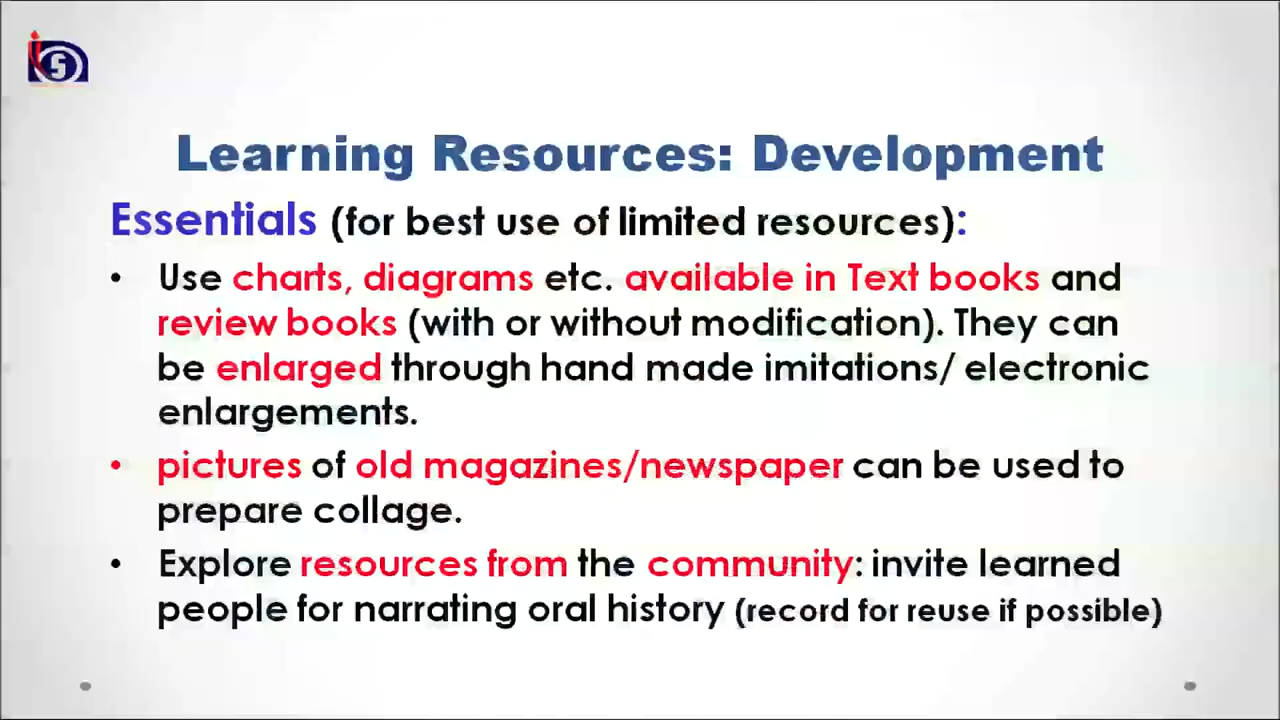 S
Learning Resources: Development
Essentials (for best use of limited resources):
• Use charts, diagrams etc. available in Text books and
review books (with or without modification). They can
be enlarged through hand made imitations/ electronic
enlargements.
• pictures of old magazines/newspaper can be used to
prepare collage.
• Explore resources from the community: invite learned
people for narrating oral history (record for reuse if possible)